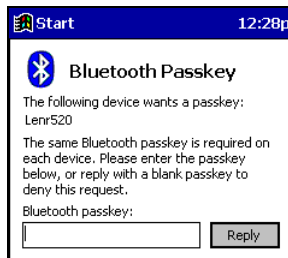 Start 12:28p
Bluetooth Passkey
The following device wants a passkey:
Lenr520
The same Bluetooth passkey is required on
each device. Please enter the passkey
below, or reply with a blank passkey to
deny this request.
Bluetooth passkey:
Reply